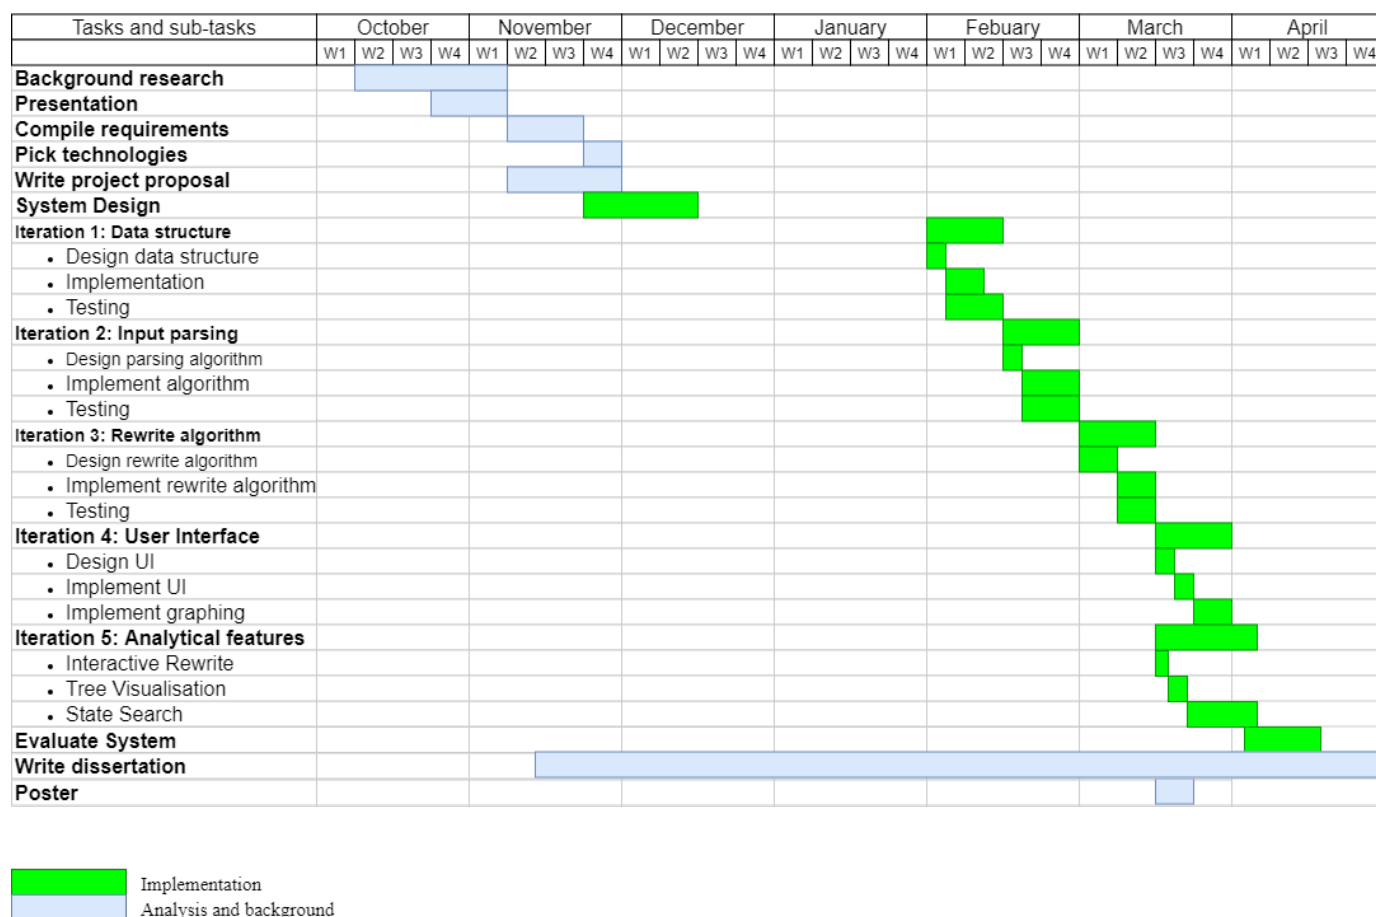 Tasks and sub-tasks October November December January Febuary March April
W1 W2 W3 W4 W1 W2 W3 W4 W1 W2 W3 W4 W1 W2 W3 W4 W1 W2 W3 W4 W1 W2 W3 W4 W1 W2 W3 W4
Background research
Presentation
Compile requirements
Pick technologies
Write project proposal
System Design
Iteration 1: Data structure
• Design data structure
• Implementation
• Testing
Iteration 2: Input parsing
• Design parsing algorithm
• Implement algorithm
• Testing
Iteration 3: Rewrite algorithm
• Design rewrite algorithm
• Implement rewrite algorithm
• Testing
Iteration 4: User Interface
• Design UI
• Implement UI
• Implement graphing
Iteration 5: Analytical features
• Interactive Rewrite
• Tree Visualisation
• State Search
Evaluate System
Write dissertation
Poster
Implementation
Analysis and background